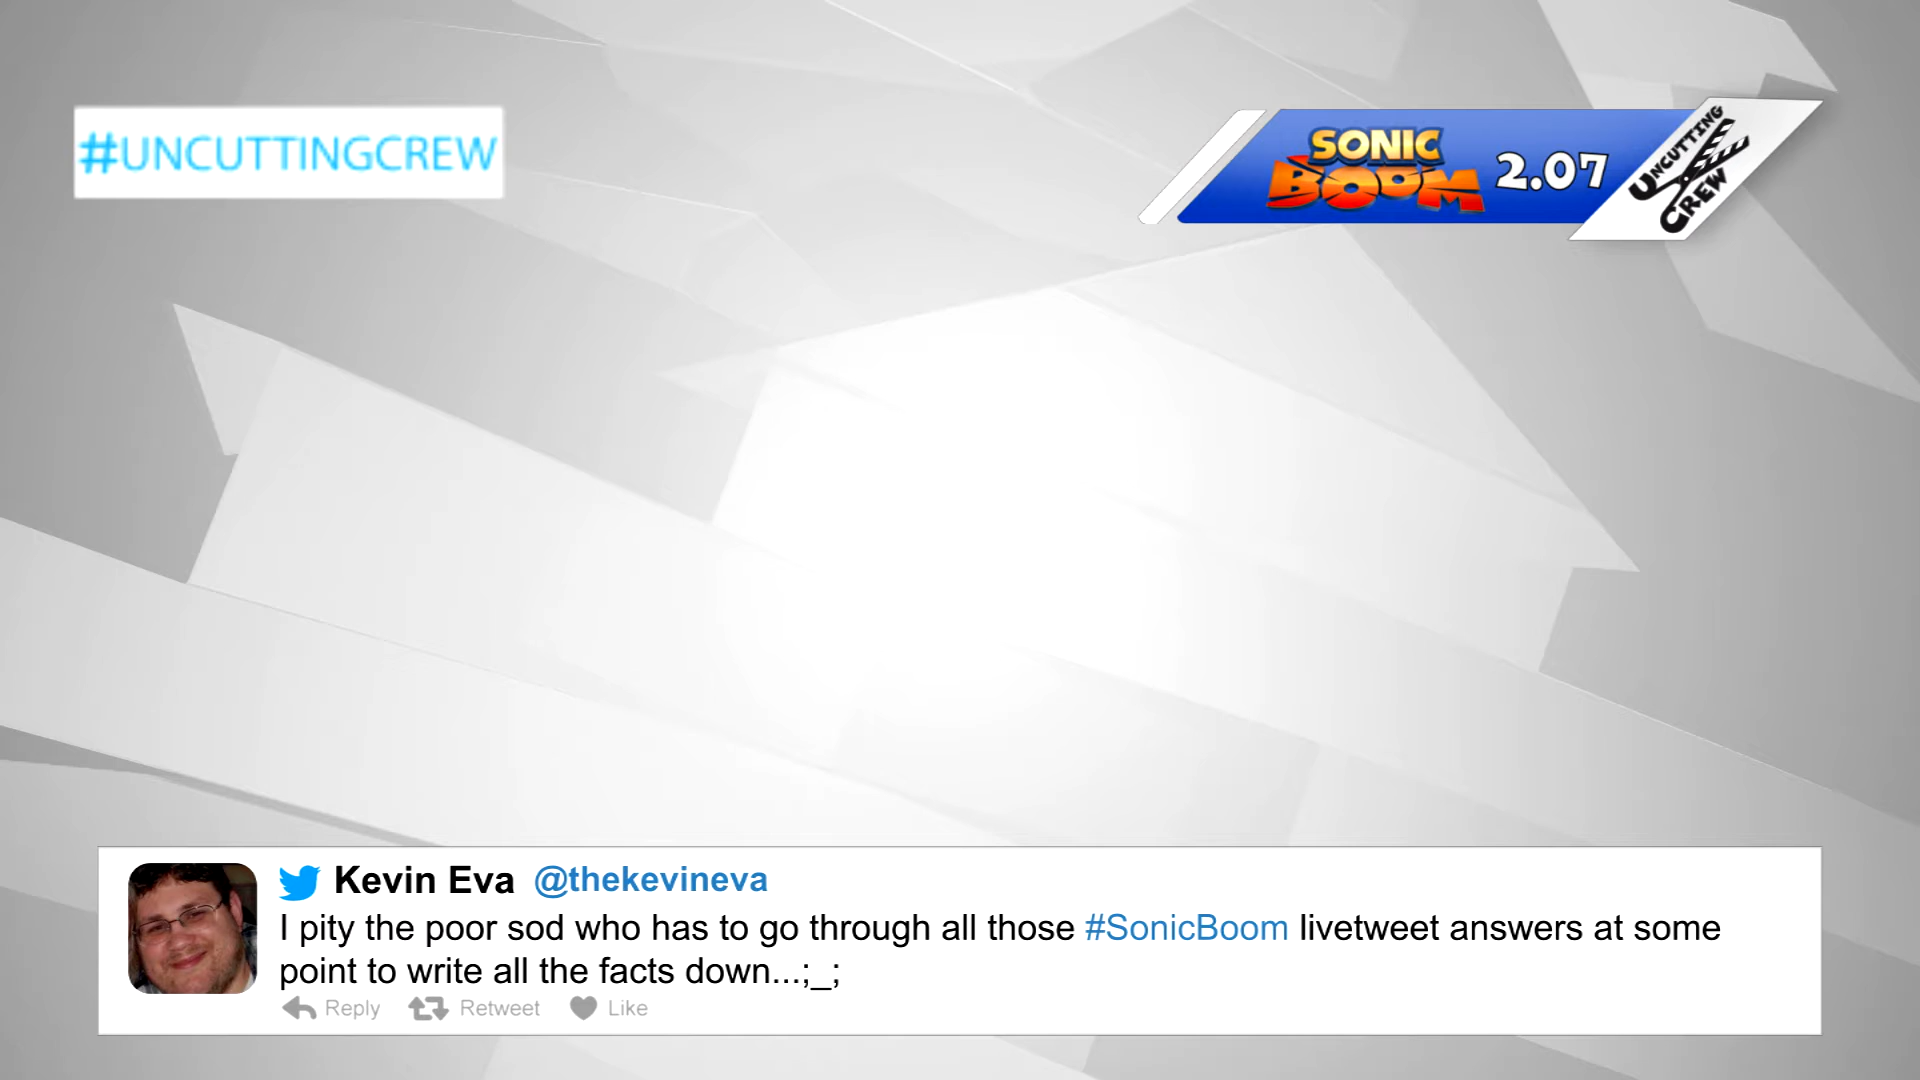 #UNCUTTINGCREW
SONIC
BOOM
2.07
UNCUTTING
CREW
Kevin Eva @thekevineva
I pity the poor sod who has to go through all those #SonicBoom livetweet answers at some
point to write all the facts down...;_;
Reply Retweet Like